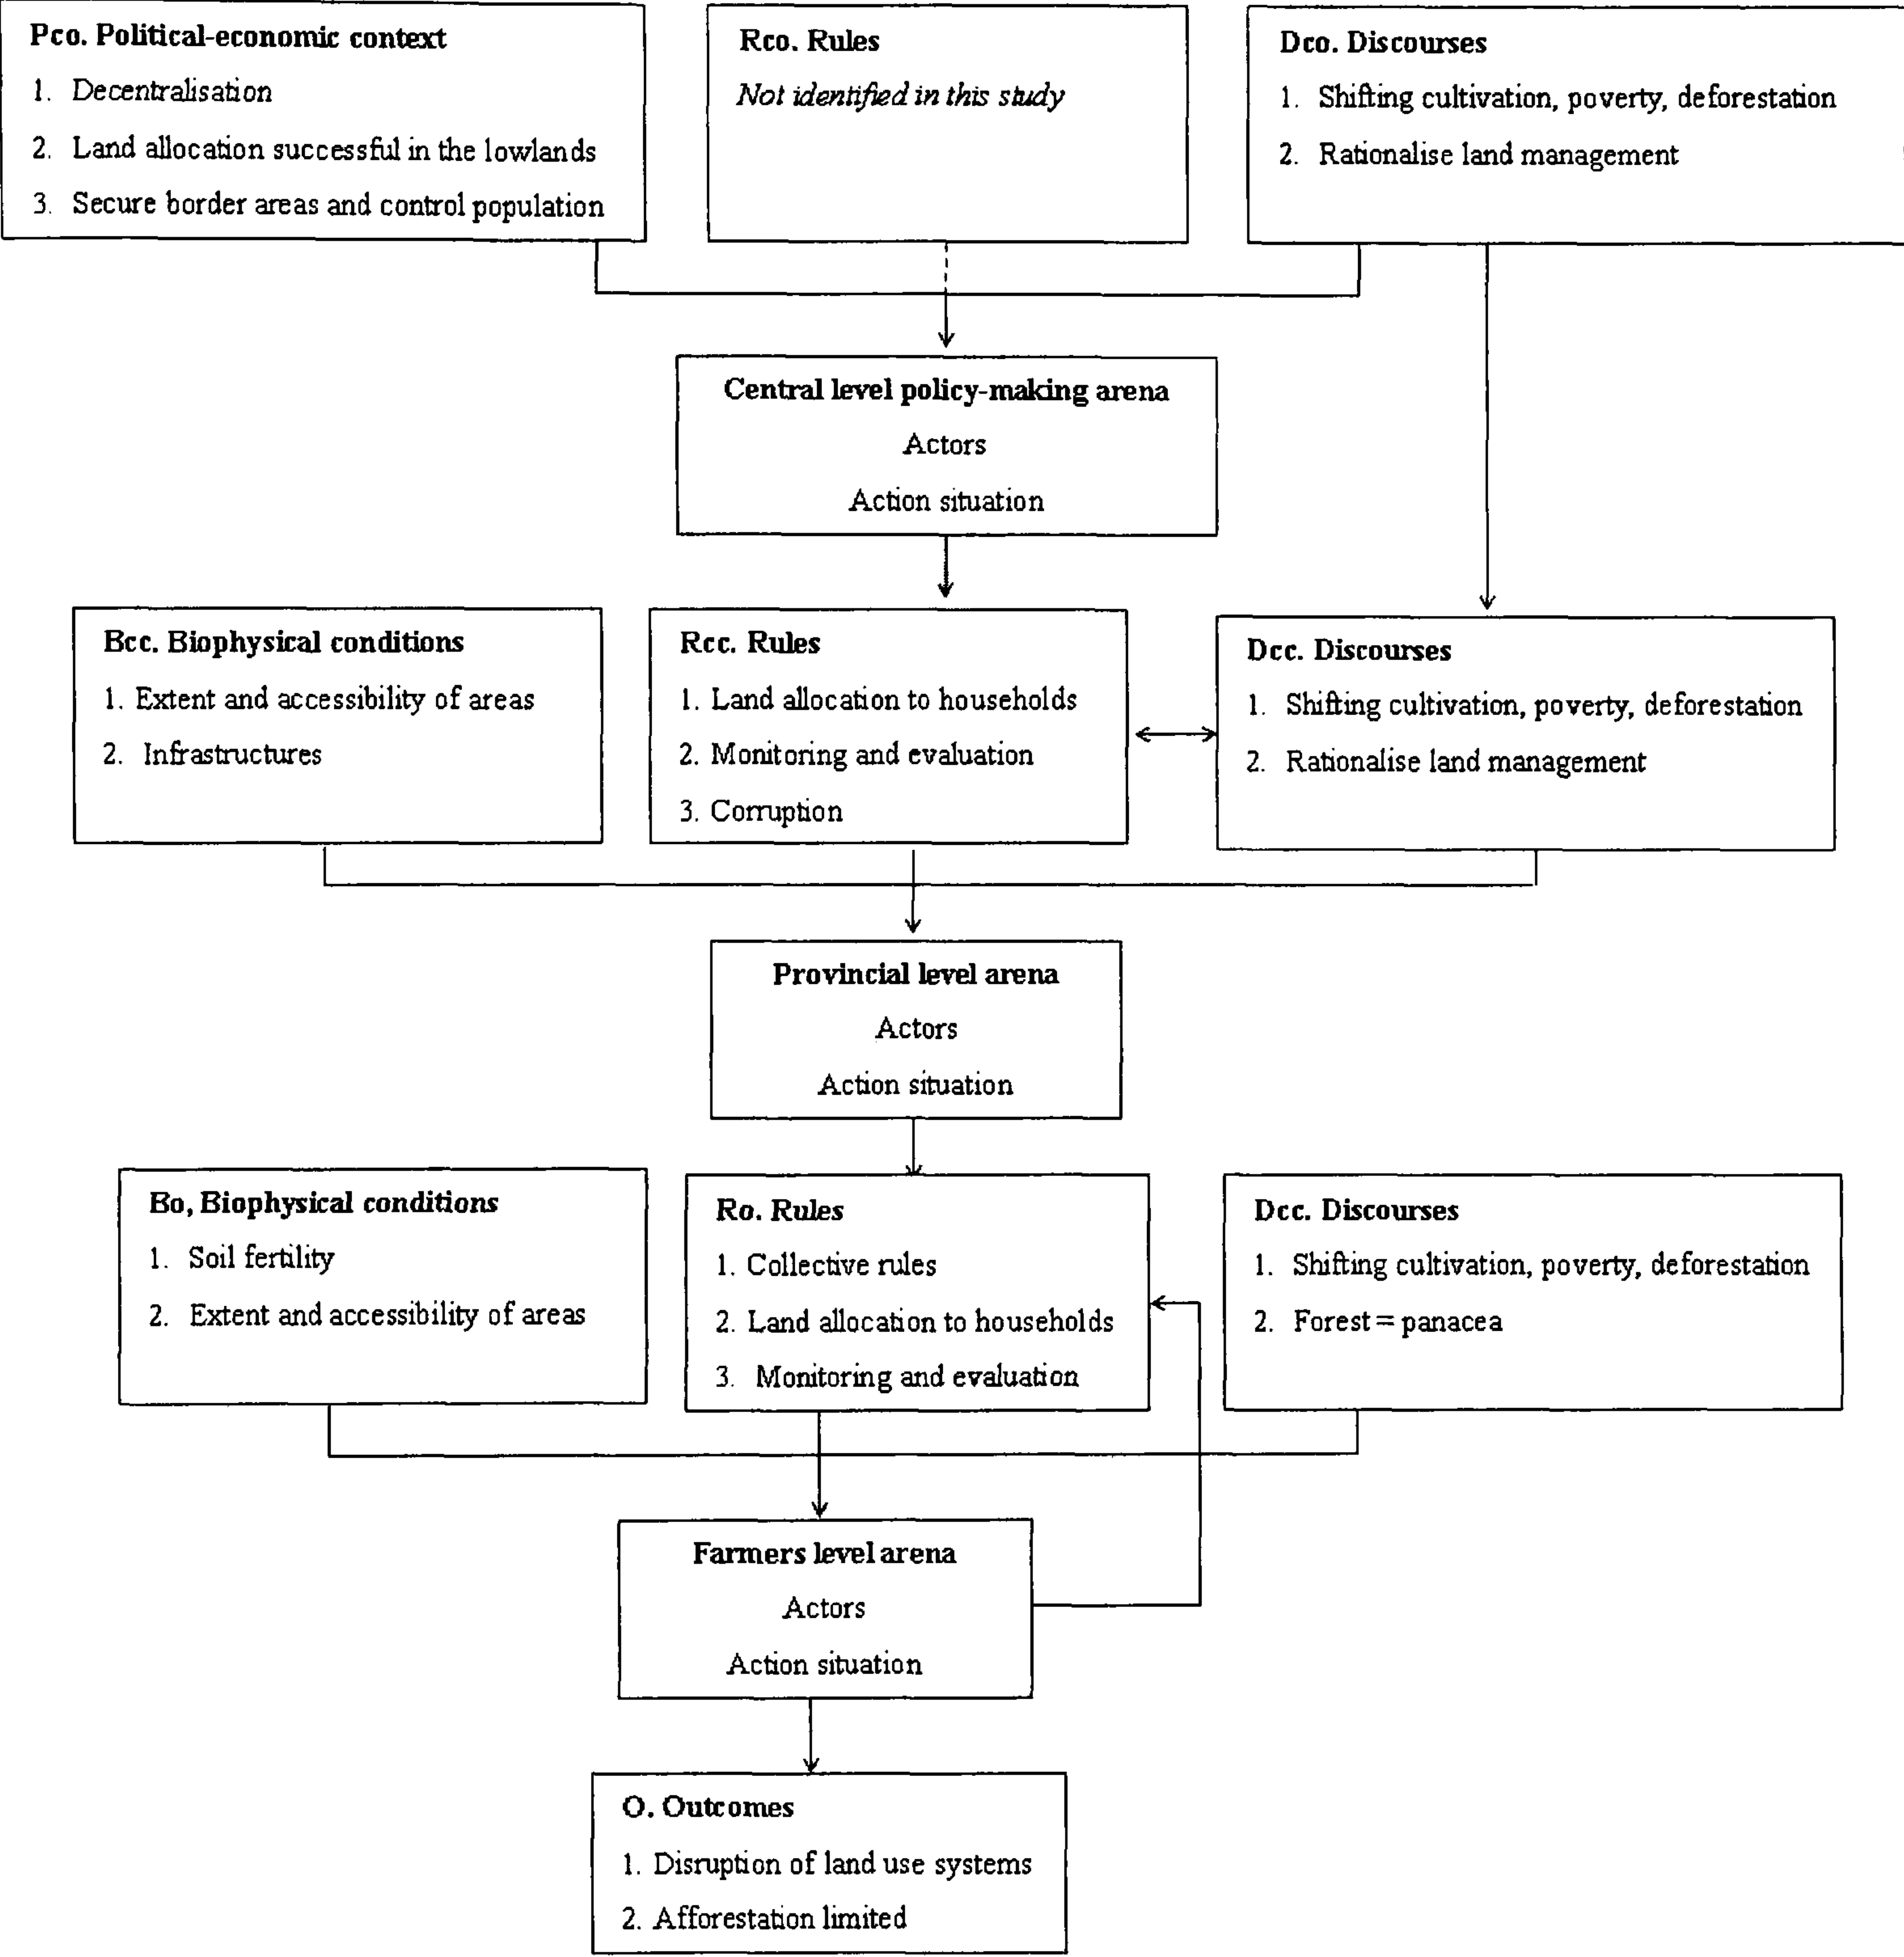 Pco. Political-economic context
1. Decentralisation
2. Land allocation successful in the lowlands
3. Secure border areas and control population
Rco. Rules
Not identified in this study
Dco. Discourses
1. Shifting cultivation, poverty, deforestation
2. Rationalise land management
Central level policy-making arena
Actors
Action situation
Bcc. Biophysical conditions
1. Extent and accessibility of areas
2. Infrastructures
Rcc. Rules
1. Land allocation to households
2. Monitoring and evaluation
3. Corruption
Dcc. Discourses
1. Shifting cultivation, poverty, deforestation
2. Rationalise land management
Provincial level arena
Actors
Action situation
Bo, Biophysical conditions
1. Soil fertility
2. Extent and accessibility of areas
Ro. Rules
1. Collective rules
2. Land allocation to households
3. Monitoring and evaluation
Dcc. Discourses
1. Shifting cultivation, poverty, deforestation
2. Forest = panacea
Farmers level arena
Actors
Action situation
O. Outcomes
1. Disruption of land use systems
2. Afforestation limited